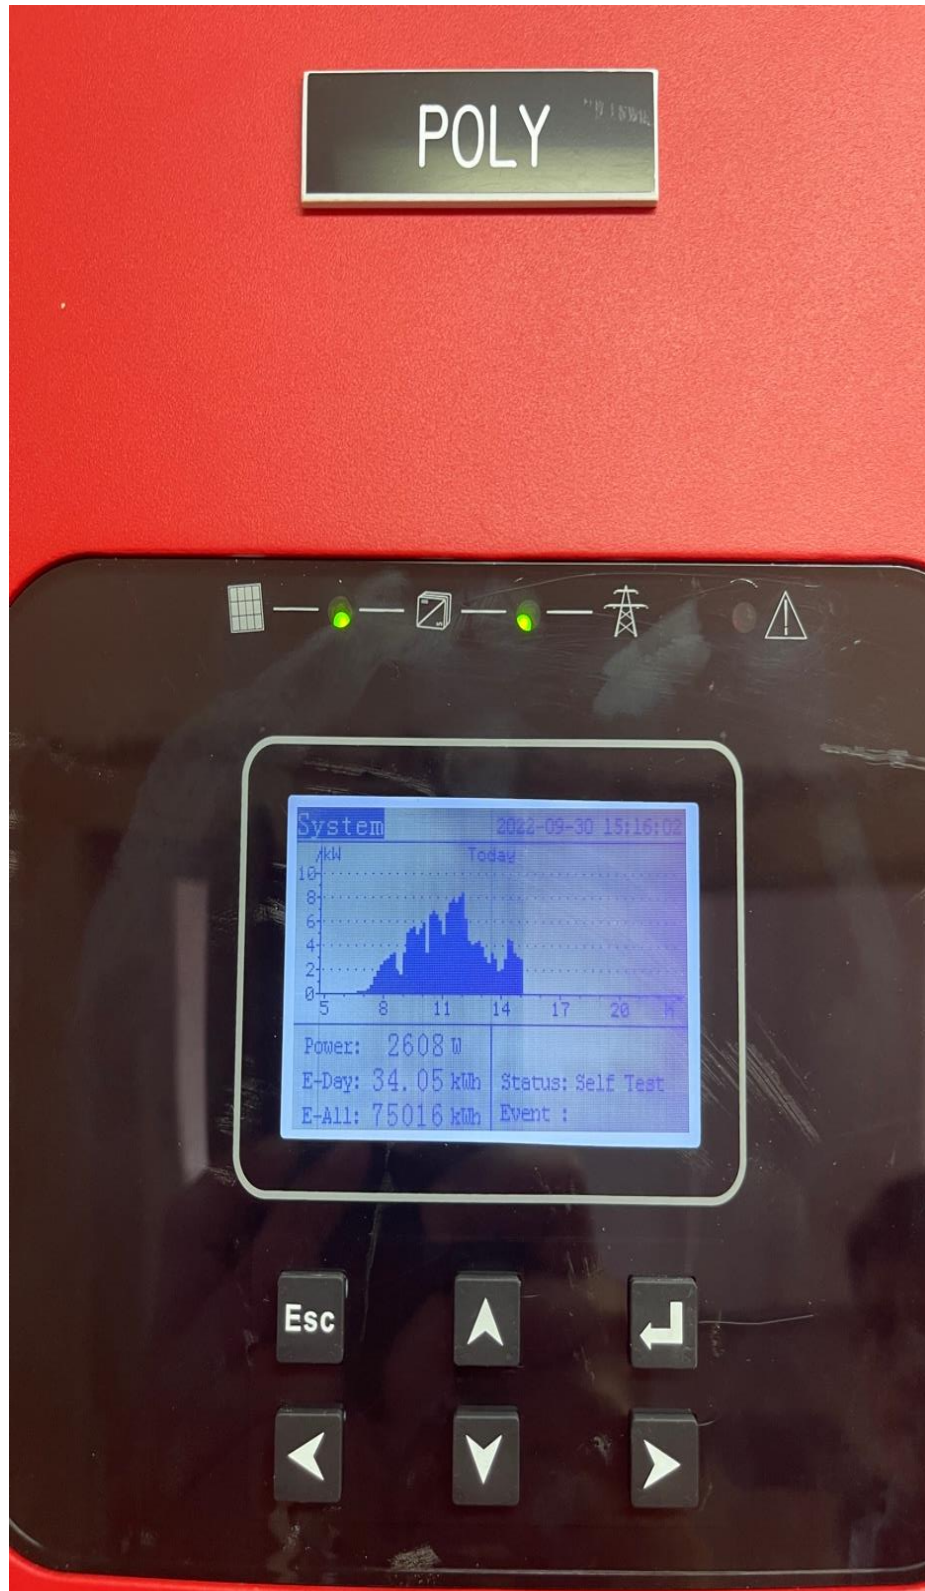 POLY
System 2022-09-30 15:16:02
/kW Today
10
8
6
4
2
0
5 8 11 14 17 20 H
Power: 2608 W
E-Day: 34.05 kWh
E-All: 75016 kWh
Status: Self Test
Event :
Esc